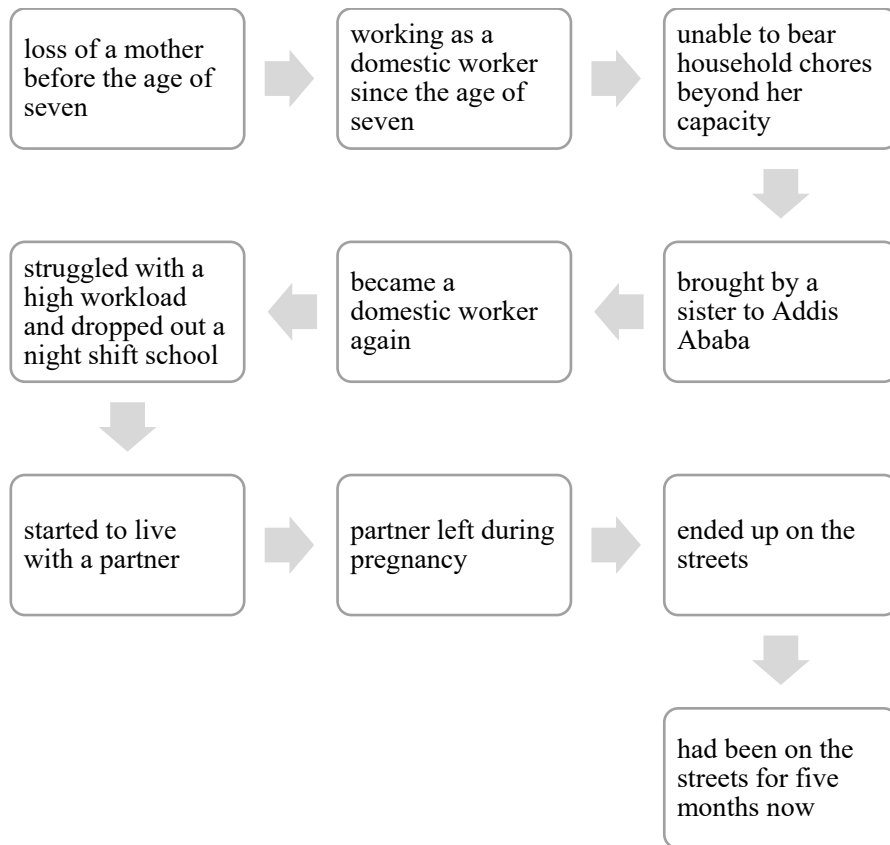 loss of a mother
before the age of
seven
working as a
domestic worker
since the age of
seven
unable to bear
household chores
beyond her
capacity
brought by a
sister to Addis
Ababa
became a
domestic worker
again
struggled with a
high workload
and dropped out a
night shift school
started to live
with a partner
partner left during
pregnancy
ended up on the
streets
had been on the
streets for five
months now